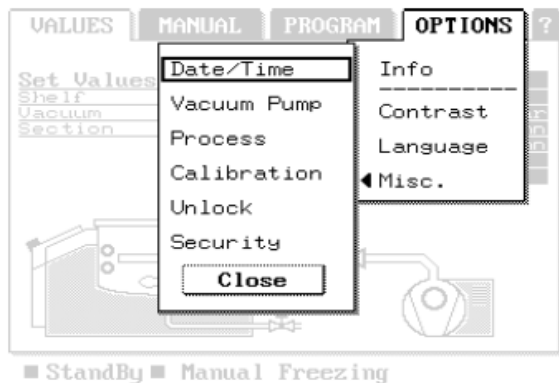 VALUES MANUAL PROGRAM OPTIONS ?
Set Values
Shelf
Vacuum
Section
Date/Time
Vacuum Pump
Process
Calibration
Unlock
Security
Close
Info
Contrast
Language
Misc.
StandBy Manual Freezing